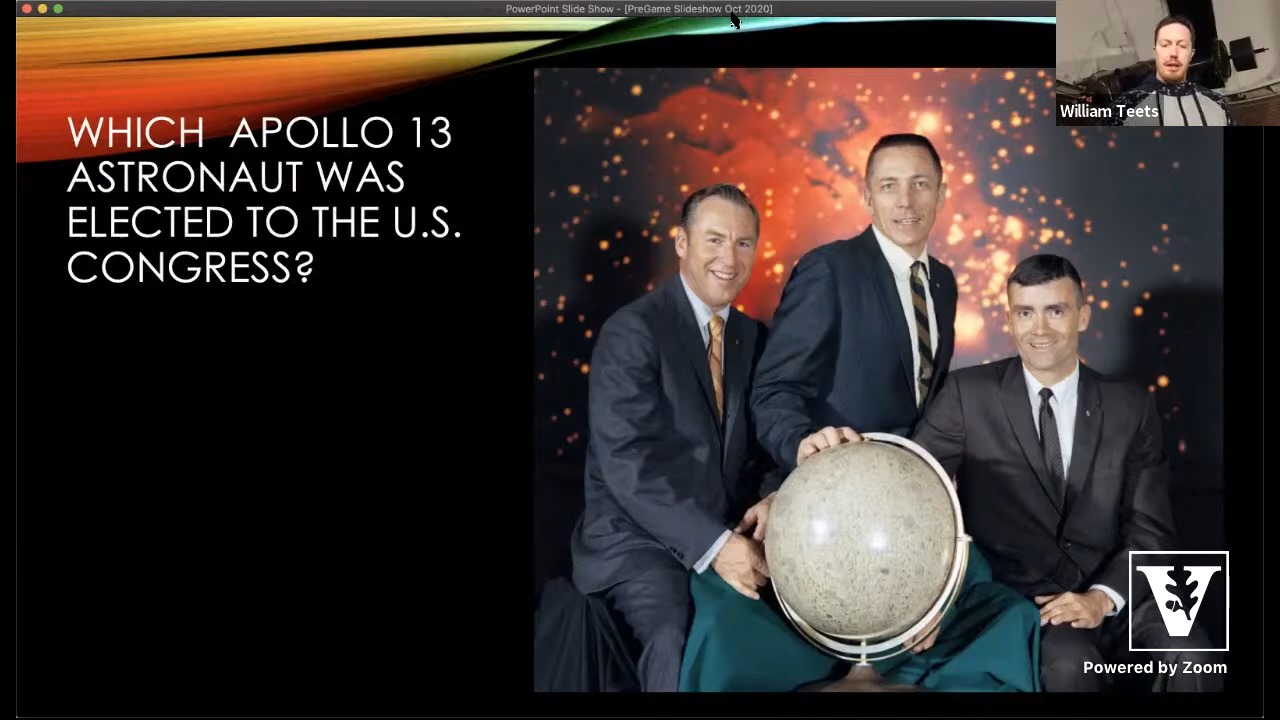 PowerPoint Slide Show - [PreGame Slideshow Oct 2020]
WHICH  APOLLO 13
ASTRONAUT WAS
ELECTED TO THE U.S.
CONGRESS?
William Teets
V
Powered by Zoom